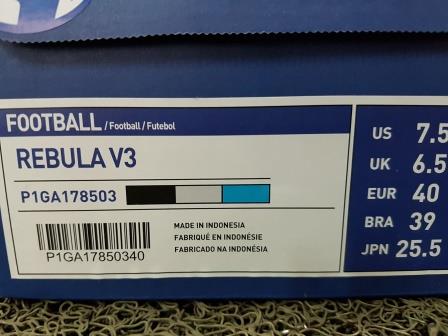 FOOTBALL / Football / Futebol
REBULA V3
P1GA178503
MADE IN INDONESIA
FABRIQUÉ EN INDONÉSIE
FABRICADO NA INDONÉSIA
P1GA17850340
US 7.5
UK 6.5
EUR 40
BRA 39
JPN 25.5